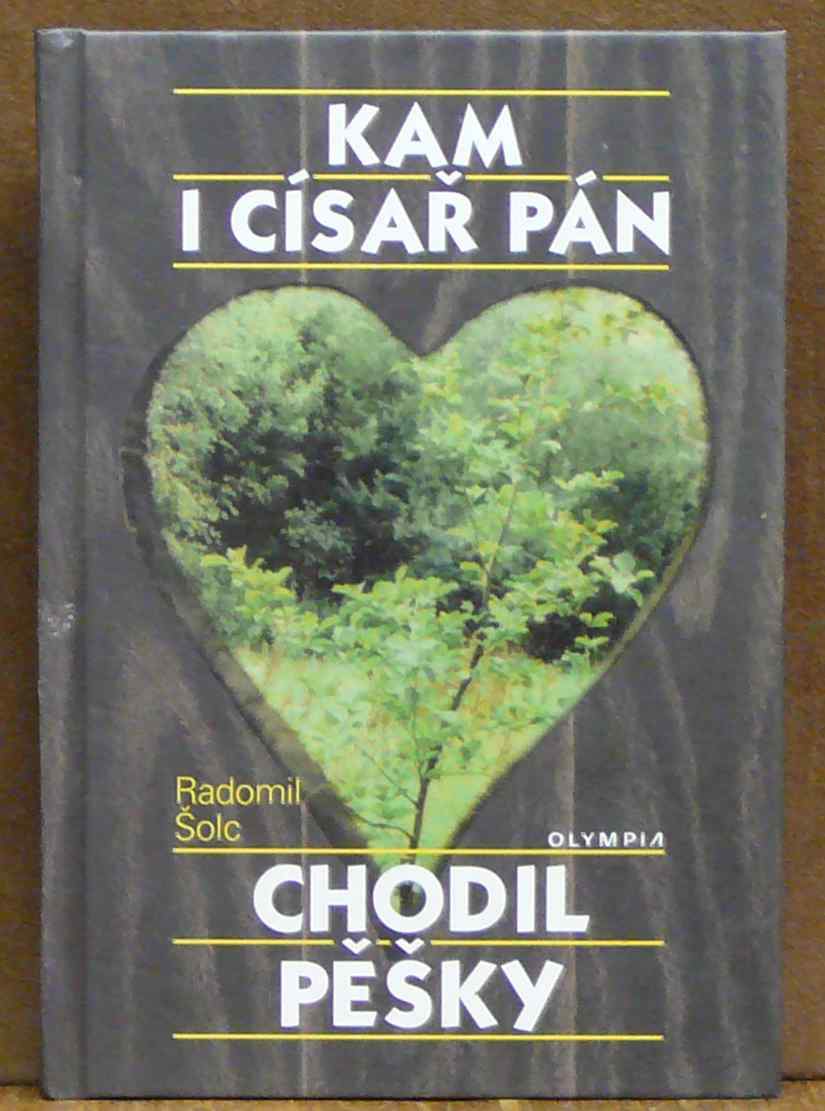 KAM
I CÍSAŘ PÁN
Radomil
Šolc
OLYMPIA
CHODIL
PĚŠKY